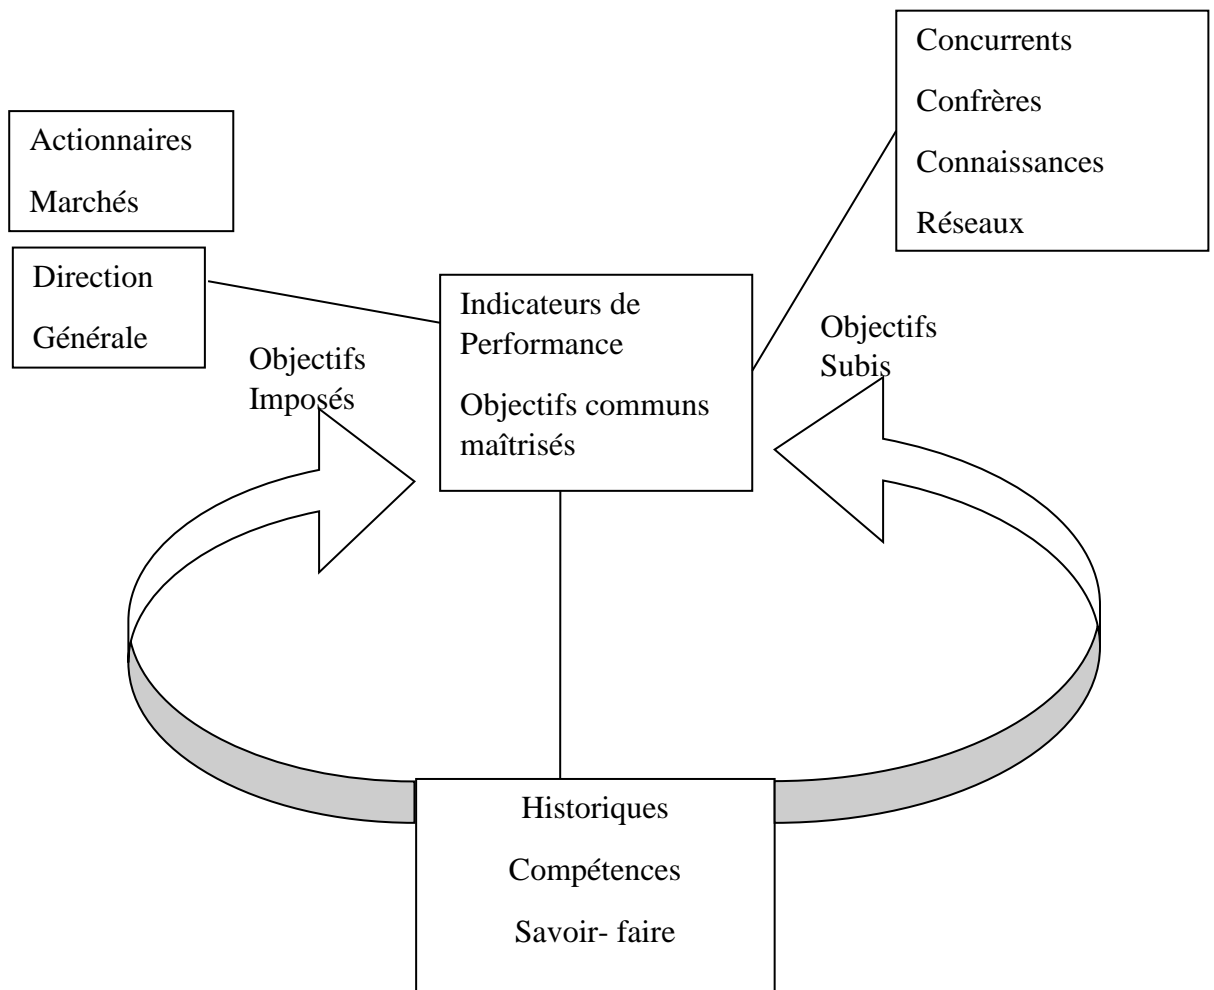 Concurrents
Confrères
Connaissances
Réseaux
Actionnaires
Marchés
Direction
Générale
Indicateurs de
Performance
Objectifs communs
maîtrisés
Objectifs
Imposés
Objectifs
Subis
Historiques
Compétences
Savoir- faire